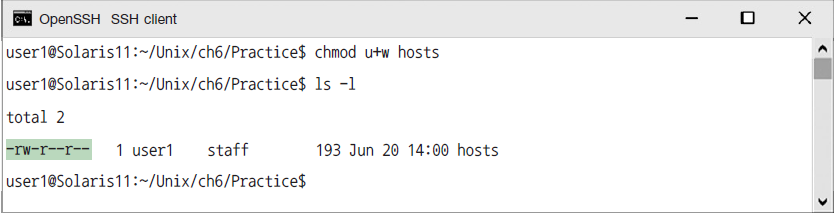 OpenSSH SSH client
user1@Solaris11:~/Unix/ch6/Practice$ chmod u+w hosts
user1@Solaris11:~/Unix/ch6/Practice$ ls -l
total 2
-rw-r--r-- 1 user1 staff 193 Jun 20 14:00 hosts
user1@Solaris11:~/Unix/ch6/Practice$